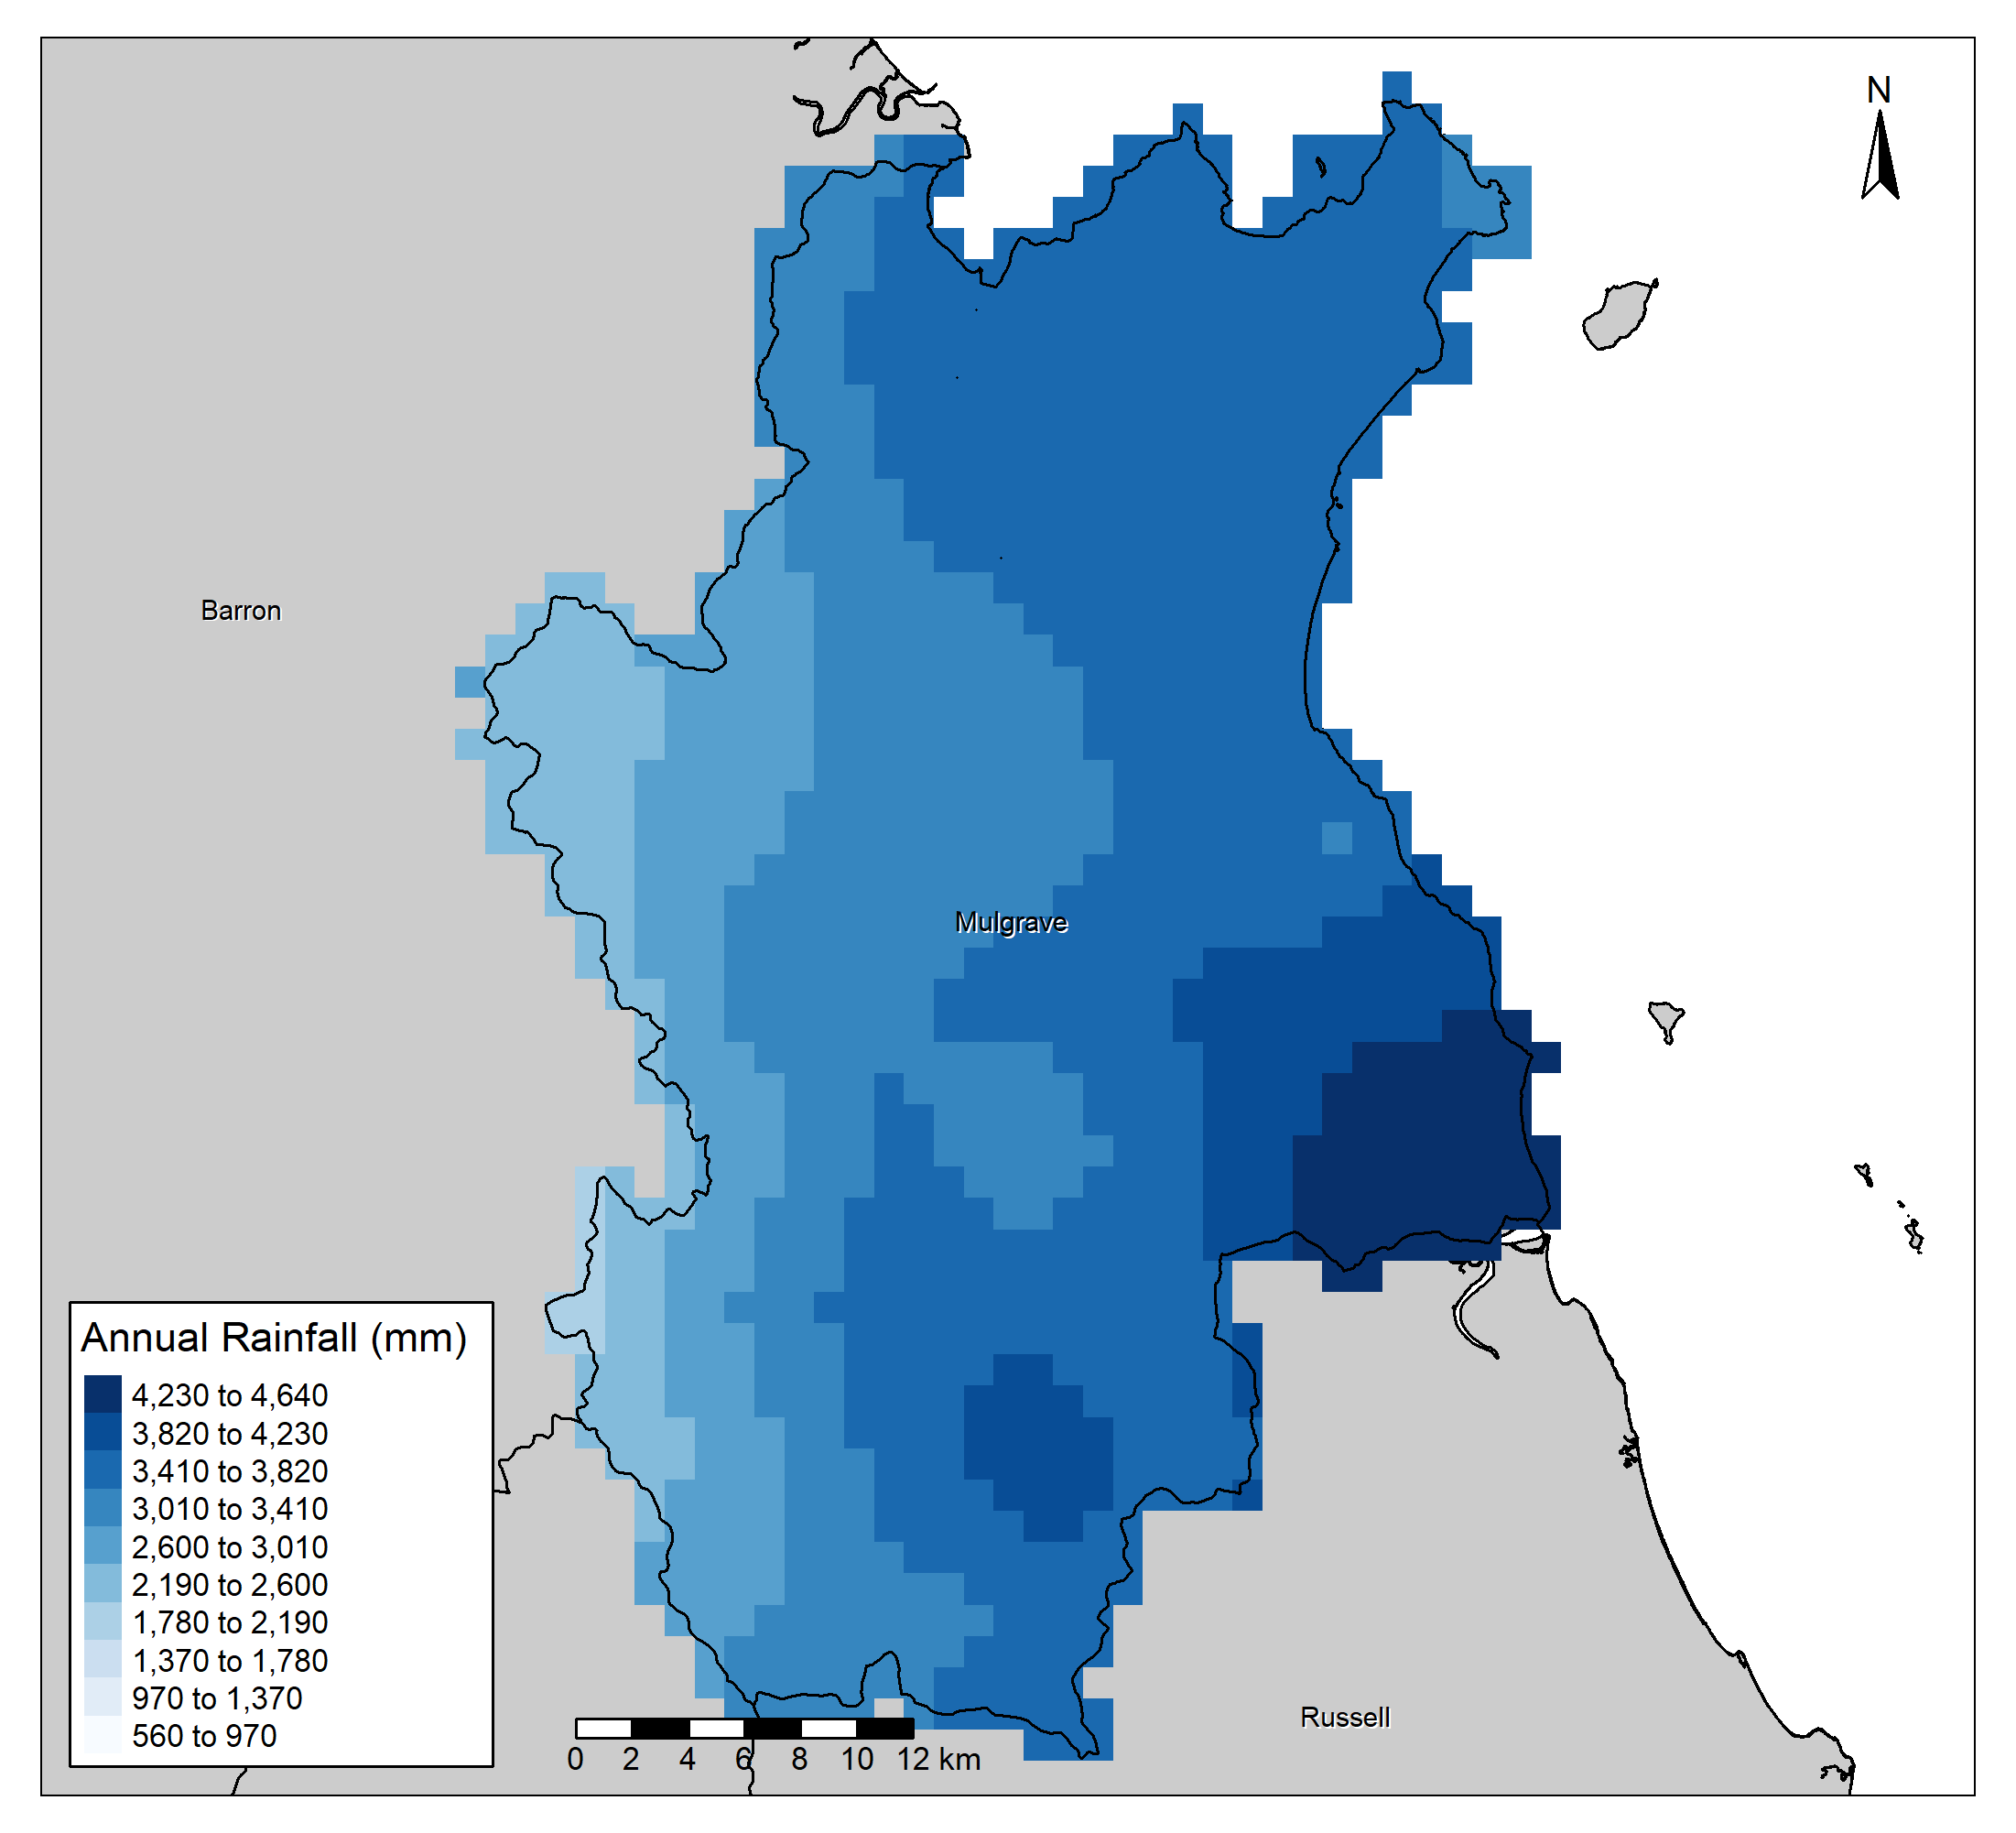 N
Barron
Mulgrave
Annual Rainfall (mm)
4,230 to 4,640
3,820 to 4,230
3,410 to 3,820
3,010 to 3,410
2,600 to 3,010
2,190 to 2,600
1,780 to 2,190
1,370 to 1,780
970 to 1,370
560 to 970
Russell
0 2 4 6 8 10 12 km